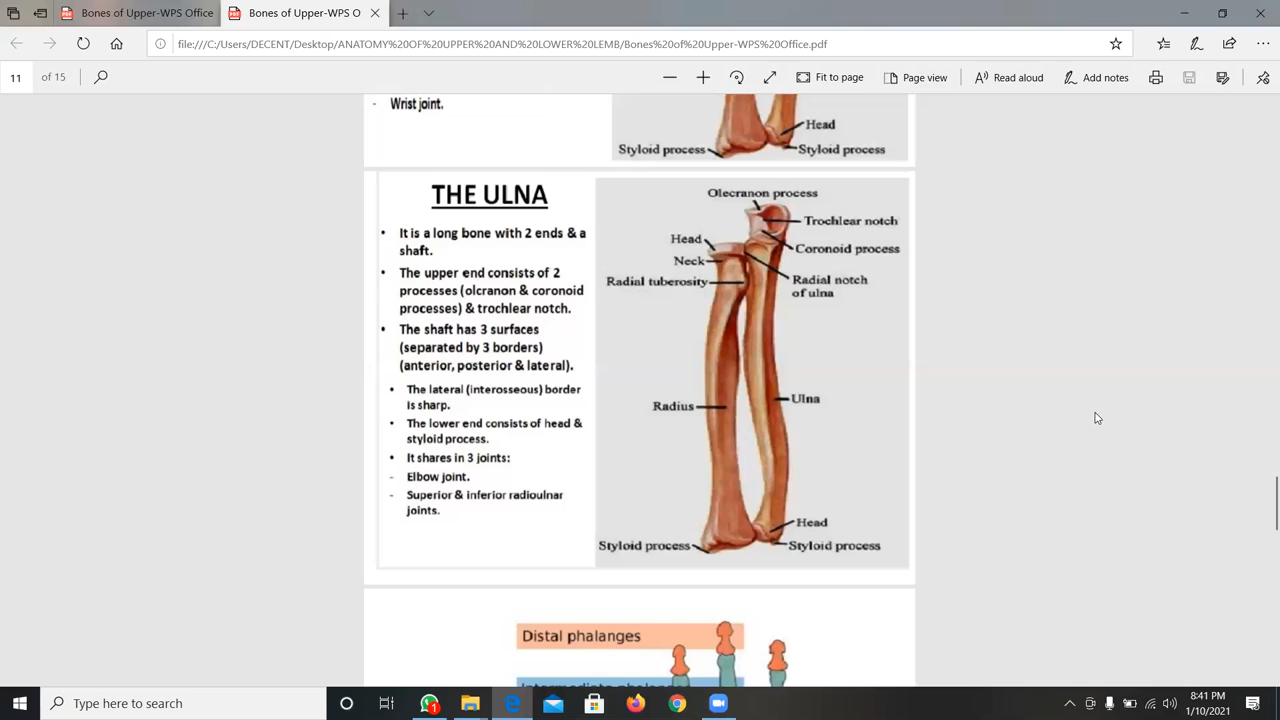 Bones of Upper-WPS Office
Bones of Upper-WPS O
file:///C:/Users/DECENT/Desktop/ANATOMY%20OF%20UPPER%20AND%20LOWER%20LEMB/Bones%20of%20Upper-WPS%20Office.pdf
11 of 15
Fit to page
Page view
Read aloud
Add notes
- Wrist joint.
Head
Styloid process
Styloid process
THE ULNA
• It is a long bone with 2 ends & a
shaft.
• The upper end consists of 2
processes (olcranon & coronoid
processes) & trochlear notch.
• The shaft has 3 surfaces
(separated by 3 borders)
(anterior, posterior & lateral).
• The lateral (interosseous) border
is sharp.
• The lower end consists of head &
styloid process.
• It shares in 3 joints:
- Elbow joint.
- Superior & inferior radioulnar
joints.
Olecranon process
Trochlear notch
Head
Coronoid process
Neck
Radial tuberosity
Radial notch
of ulna
Radius
Ulna
Head
Styloid process
Styloid process
Distal phalanges
Type here to search
1
8:41 PM
1/10/2021